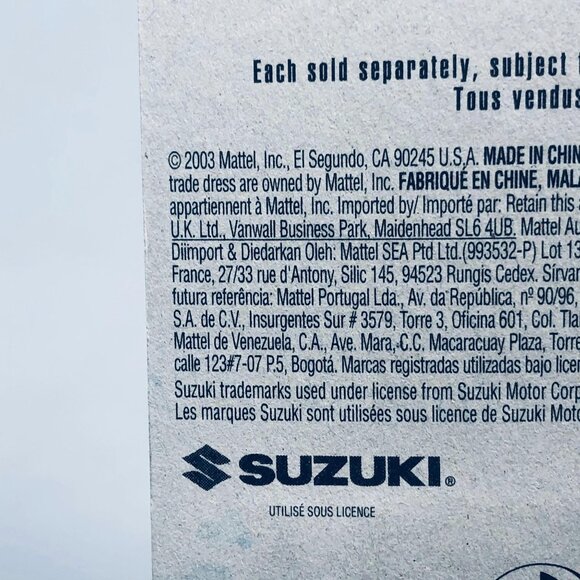 Each sold separately, subject
Tous vendus
© 2003 Mattel, Inc., El Segundo, CA 90245 U.S.A. MADE IN CHIN
trade dress are owned by Mattel, Inc. FABRIQUÉ EN CHINE, MALA
appartiennent à Mattel, Inc. Imported by/ Importé par: Retain this
U.K. Ltd., Vanwall Business Park, Maidenhead SL6 4UB. Mattel Au
Diimport & Diedarkan Oleh: Mattel SEA Ptd Ltd.(993532-P) Lot 13
France, 27/33 rue d'Antony, Silic 145, 94523 Rungis Cedex. Sírvar
futura referência: Mattel Portugal Lda., Av. da República, nº 90/96,
S.A. de C.V., Insurgentes Sur # 3579, Torre 3, Oficina 601, Col. Tla
Mattel de Venezuela, C.A., Ave. Mara, C.C. Macaracuay Plaza, Torre
calle 123#7-07 P.5, Bogotá. Marcas registradas utilizadas bajo licen
Suzuki trademarks used under license from Suzuki Motor Corp
Les marques Suzuki sont utilisées sous licence de Suzuki Moto
SUZUKI®
UTILISÉ SOUS LICENCE